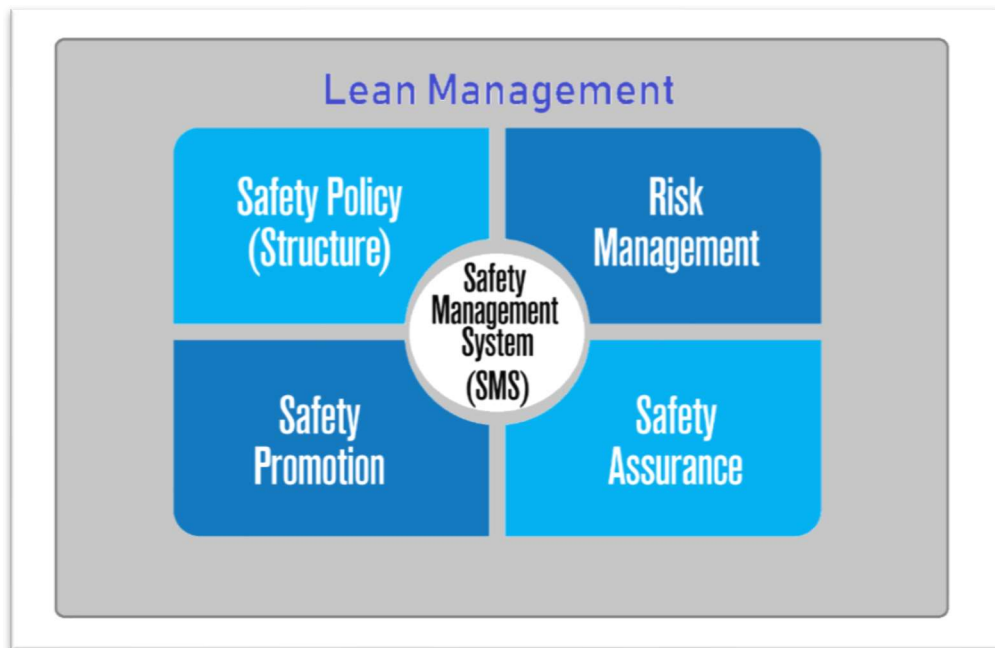 Lean Management
Safety Policy
(Structure)
Risk
Management
Safety
Management
System
(SMS)
Safety
Promotion
Safety
Assurance